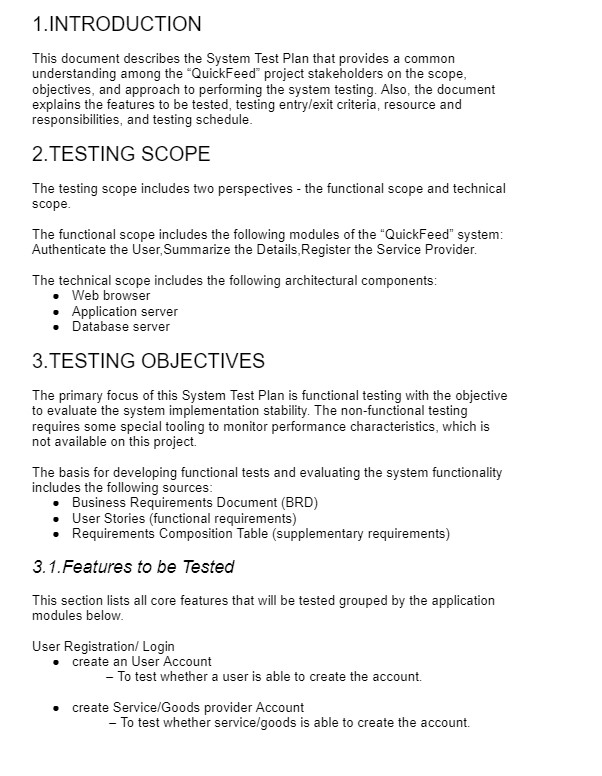 1.INTRODUCTION
This document describes the System Test Plan that provides a common
understanding among the “QuickFeed” project stakeholders on the scope,
objectives, and approach to performing the system testing. Also, the document
explains the features to be tested, testing entry/exit criteria, resource and
responsibilities, and testing schedule.
2.TESTING SCOPE
The testing scope includes two perspectives - the functional scope and technical
scope.
The functional scope includes the following modules of the “QuickFeed” system:
Authenticate the User,Summarize the Details,Register the Service Provider.
The technical scope includes the following architectural components:
● Web browser
● Application server
● Database server
3.TESTING OBJECTIVES
The primary focus of this System Test Plan is functional testing with the objective
to evaluate the system implementation stability. The non-functional testing
requires some special tooling to monitor performance characteristics, which is
not available on this project.
The basis for developing functional tests and evaluating the system functionality
includes the following sources:
● Business Requirements Document (BRD)
● User Stories (functional requirements)
● Requirements Composition Table (supplementary requirements)
3.1.Features to be Tested
This section lists all core features that will be tested grouped by the application
modules below.
User Registration/ Login
● create an User Account
– To test whether a user is able to create the account.
● create Service/Goods provider Account
– To test whether service/goods is able to create the account.